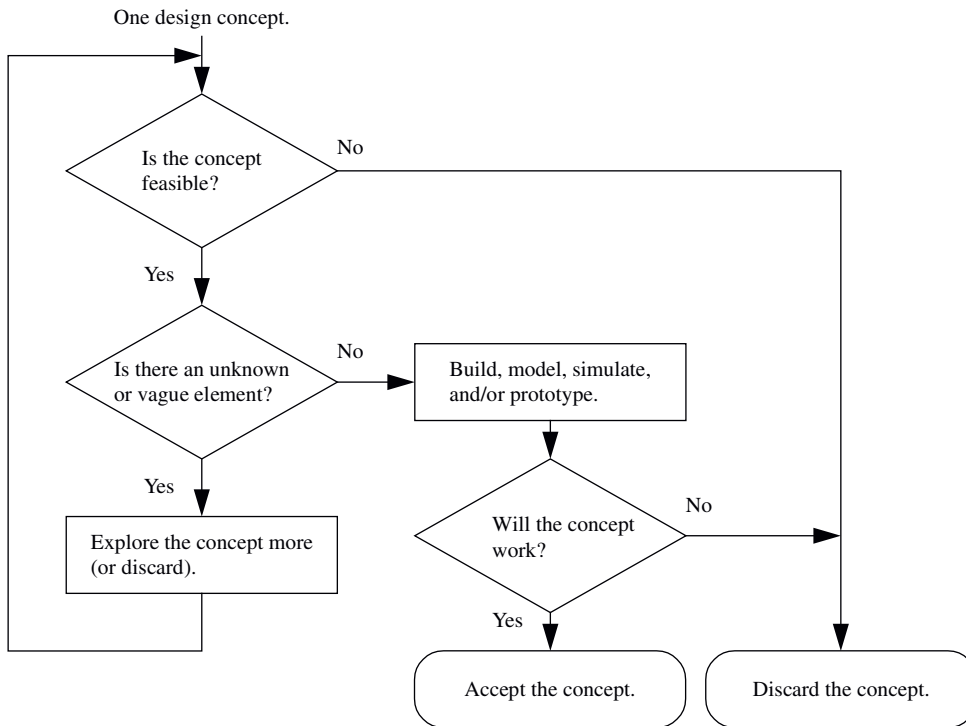 One design concept.
Is the concept
feasible?
No
Yes
Is there an unknown
or vague element?
No
Build, model, simulate,
and/or prototype.
Yes
Explore the concept more
(or discard).
Will the concept
work?
No
Yes
Accept the concept.
Discard the concept.